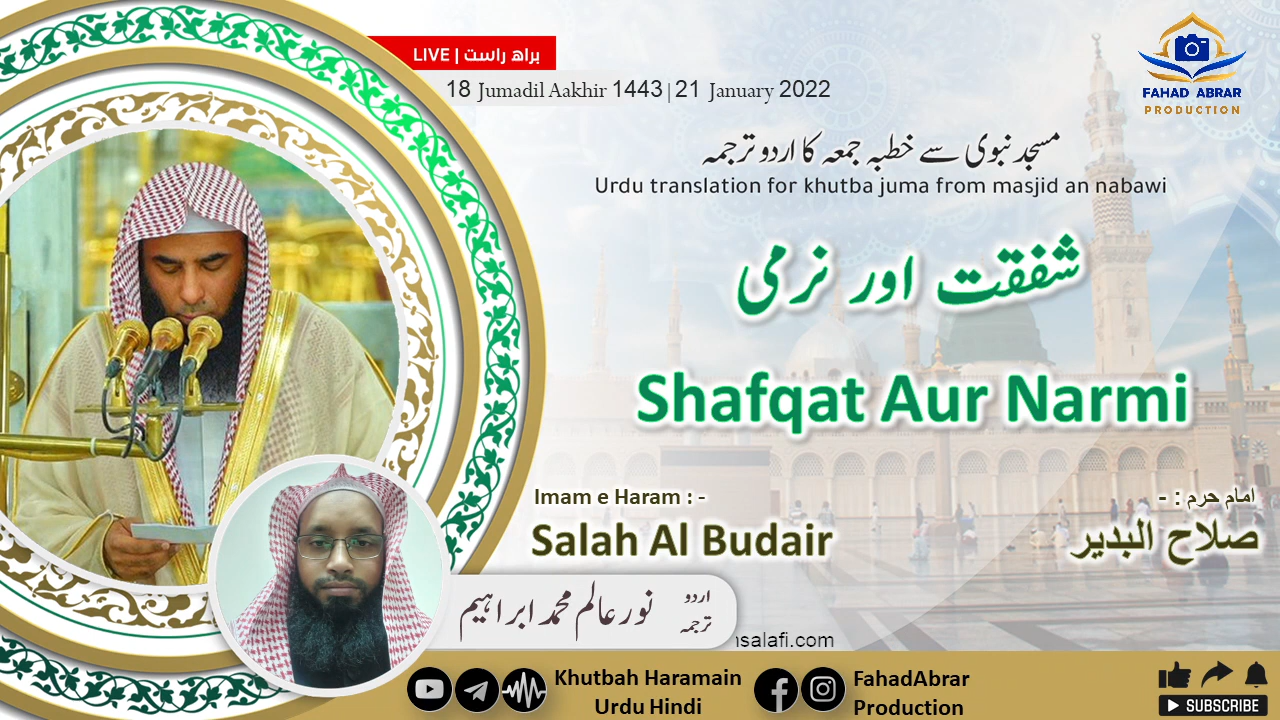 LIVE | براہ راست
18 Jumadil Aakhir 1443 | 21 January 2022
FAHAD ABRAR
PRODUCTION
مسجد نبوی سے خطبہ جمعہ کا اردو ترجمہ
Urdu translation for khutba juma from masjid an nabawi
شفقت اور نرمی
Shafqat Aur Narmi
Imam e Haram : -
امام حرم : -
Salah Al Budair
صلاح البدیر
اردو ترجمہ
نور عالم محمد ابراہیم
nsalafi.com
Khutbah Haramain
Urdu Hindi
FahadAbrar
Production
SUBSCRIBE